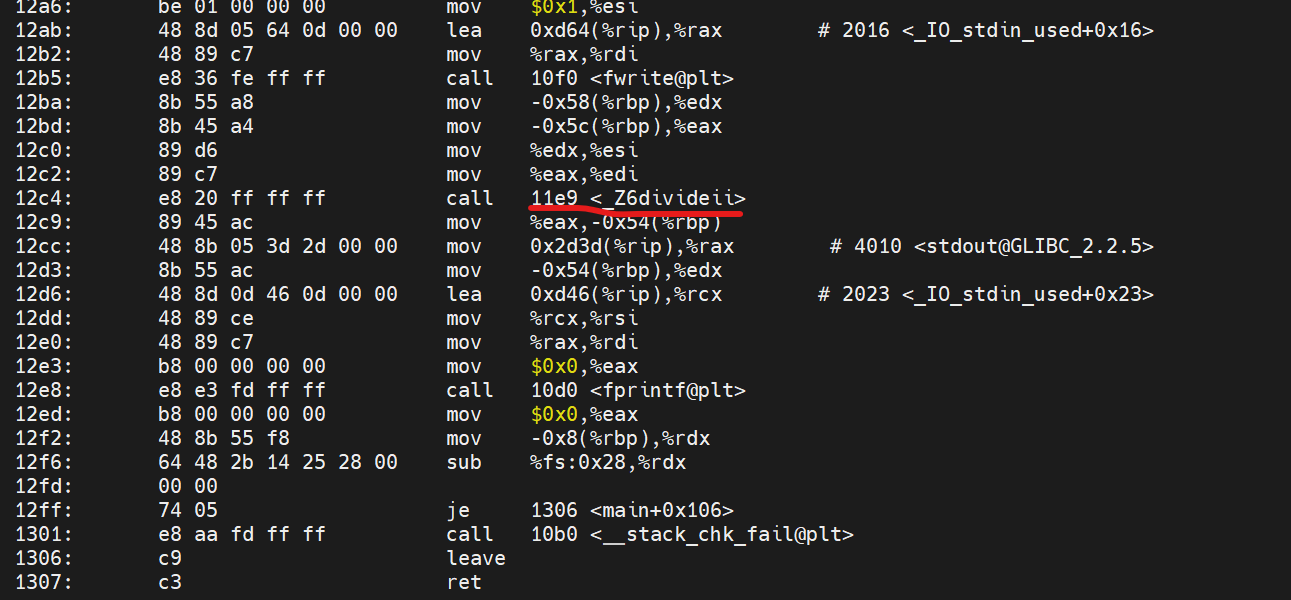 12a6: be 01 00 00 00 mov $0x1,%esi
12ab: 48 8d 05 64 0d 00 00 lea 0xd64(%rip),%rax # 2016 <_IO_stdin_used+0x16>
12b2: 48 89 c7 mov %rax,%rdi
12b5: e8 36 fe ff ff call 10f0 <fwrite@plt>
12ba: 8b 55 a8 mov -0x58(%rbp),%edx
12bd: 8b 45 a4 mov -0x5c(%rbp),%eax
12c0: 89 d6 mov %edx,%esi
12c2: 89 c7 mov %eax,%edi
12c4: e8 20 ff ff ff call 11e9 <_Z6divideii>
12c9: 89 45 ac mov %eax,-0x54(%rbp)
12cc: 48 8b 05 3d 2d 00 00 mov 0x2d3d(%rip),%rax # 4010 <stdout@GLIBC_2.2.5>
12d3: 8b 55 ac mov -0x54(%rbp),%edx
12d6: 48 8d 0d 46 0d 00 00 lea 0xd46(%rip),%rcx # 2023 <_IO_stdin_used+0x23>
12dd: 48 89 ce mov %rcx,%rsi
12e0: 48 89 c7 mov %rax,%rdi
12e3: b8 00 00 00 00 mov $0x0,%eax
12e8: e8 e3 fd ff ff call 10d0 <fprintf@plt>
12ed: b8 00 00 00 00 mov $0x0,%eax
12f2: 48 8b 55 f8 mov -0x8(%rbp),%rdx
12f6: 64 48 2b 14 25 28 00 sub %fs:0x28,%rdx
12fd: 00 00
12ff: 74 05 je 1306 <main+0x106>
1301: e8 aa fd ff ff call 10b0 <__stack_chk_fail@plt>
1306: c9 leave
1307: c3 ret